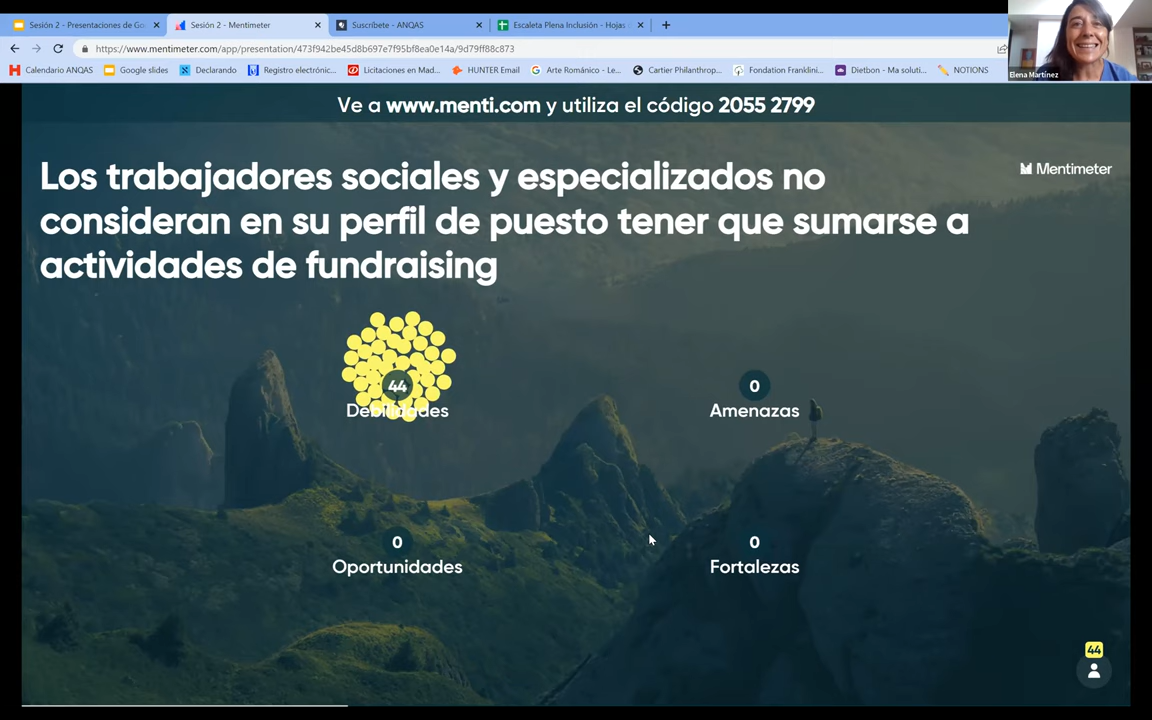 Sesión 2 - Presentaciones de Go
Sesión 2 - Mentimeter
Suscríbete - ANQAS
Escaleta Plena Inclusión - Hojas
https://www.mentimeter.com/app/presentation/473f942be45d8b697e7f95bf8ea0e14a/9d79ff88c873
Calendario ANQAS
Google slides
Declarando
Registro electrónic...
Licitaciones en Mad...
HUNTER Email
Arte Románico - Le...
Cartier Philanthrop...
Fondation Franklini...
Dietbon - Ma soluti...
NOTIONS
Elena Martínez
Ve a www.menti.com y utiliza el código 2055 2799
Mentimeter
Los trabajadores sociales y especializados no
consideran en su perfil de puesto tener que sumarse a
actividades de fundraising
44
Debilidades
0
Amenazas
0
Oportunidades
0
Fortalezas
44